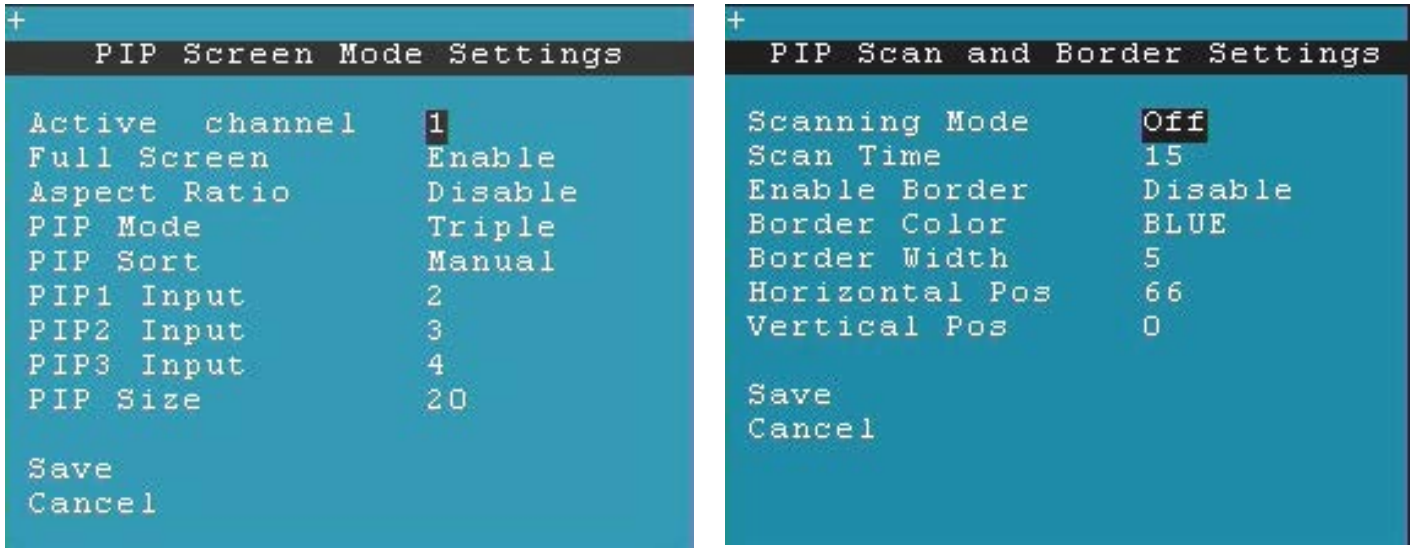 +
PIP Screen Mode Settings
Active channel 1
Full Screen Enable
Aspect Ratio Disable
PIP Mode Triple
PIP Sort Manual
PIP1 Input 2
PIP2 Input 3
PIP3 Input 4
PIP Size 20
Save
Cancel
+
PIP Scan and Border Settings
Scanning Mode Off
Scan Time 15
Enable Border Disable
Border Color BLUE
Border Width 5
Horizontal Pos 66
Vertical Pos 0
Save
Cancel